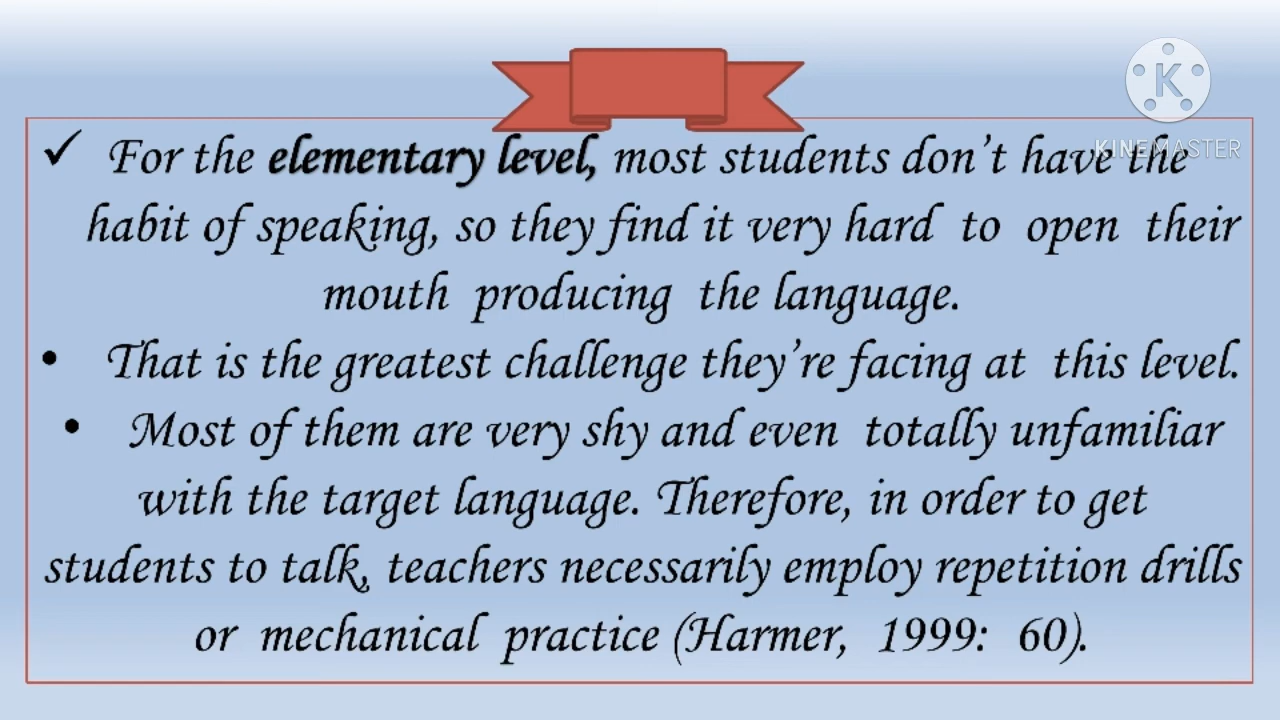 ✓ For the elementary level, most students don't have the
habit of speaking, so they find it very hard to open their
mouth producing the language.
• That is the greatest challenge they're facing at this level.
• Most of them are very shy and even totally unfamiliar
with the target language. Therefore, in order to get
students to talk, teachers necessarily employ repetition drills
or mechanical practice (Harmer, 1999: 60).
K
KINEMASTER